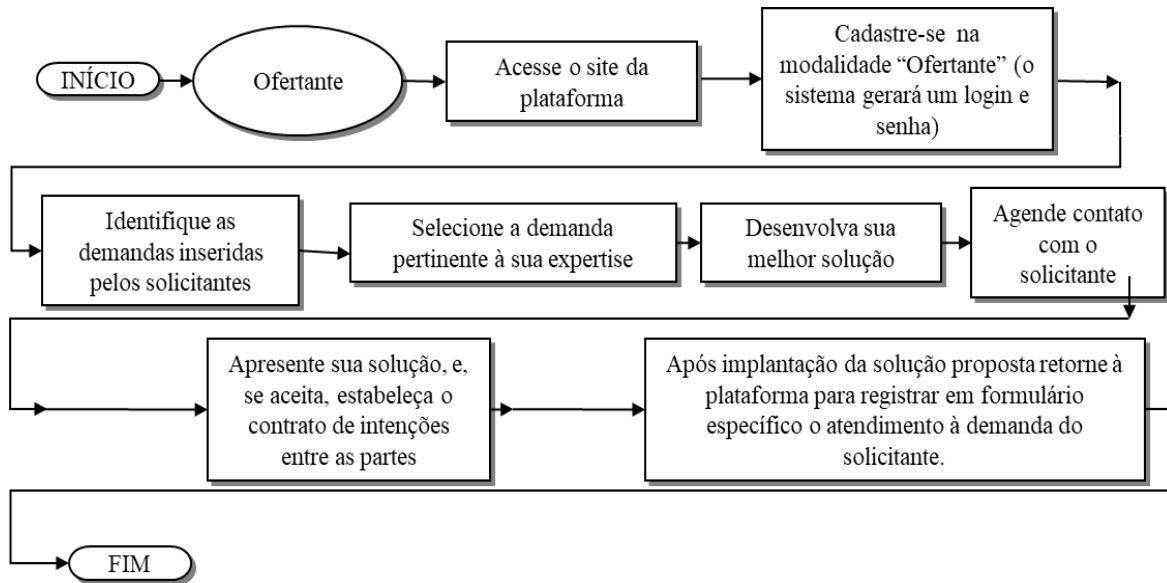 INÍCIO
Ofertante
Acesse o site da
plataforma
Cadastre-se na
modalidade “Ofertante” (o
sistema gerará um login e
senha)
Identifique as
demandas inseridas
pelos solicitantes
Selecione a demanda
pertinente à sua expertise
Desenvolva sua
melhor solução
Agende contato
com o
solicitante
Apresente sua solução, e,
se aceita, estabeleça o
contrato de intenções
entre as partes
Após implantação da solução proposta retorne à
plataforma para registrar em formulário
específico o atendimento à demanda do
solicitante.
FIM